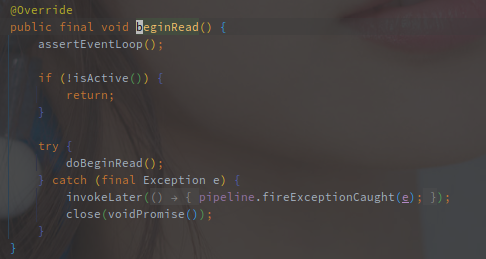 @Override
public final void beginRead() {
    assertEventLoop();

    if (!isActive()) {
        return;
    }

    try {
        doBeginRead();
    } catch (final Exception e) {
        invokeLater(() → { pipeline.fireExceptionCaught(e); });
        close(voidPromise());
    }
}